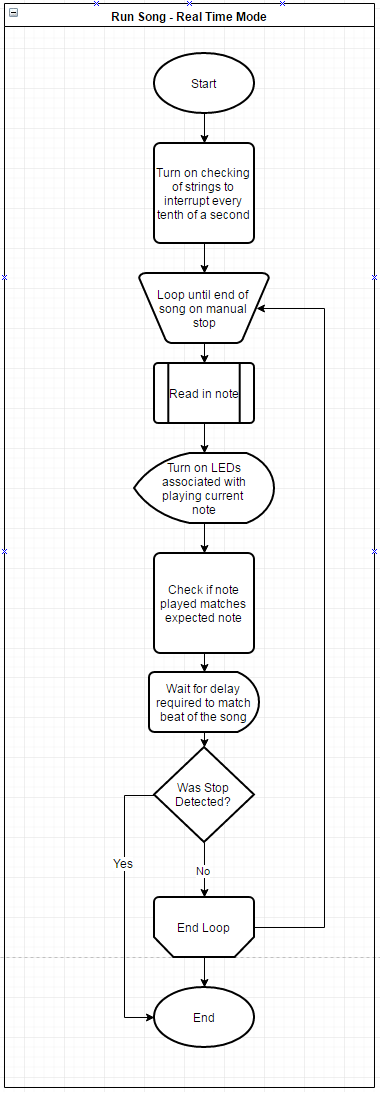 Run Song - Real Time Mode
Start
Turn on checking
of strings to
interrupt every
tenth of a second
Loop until end of
song on manual
stop
Read in note
Turn on LEDs
associated with
playing current
note
Check if note
played matches
expected note
Wait for delay
required to match
beat of the song
Was Stop
Detected?
Yes
No
End Loop
End